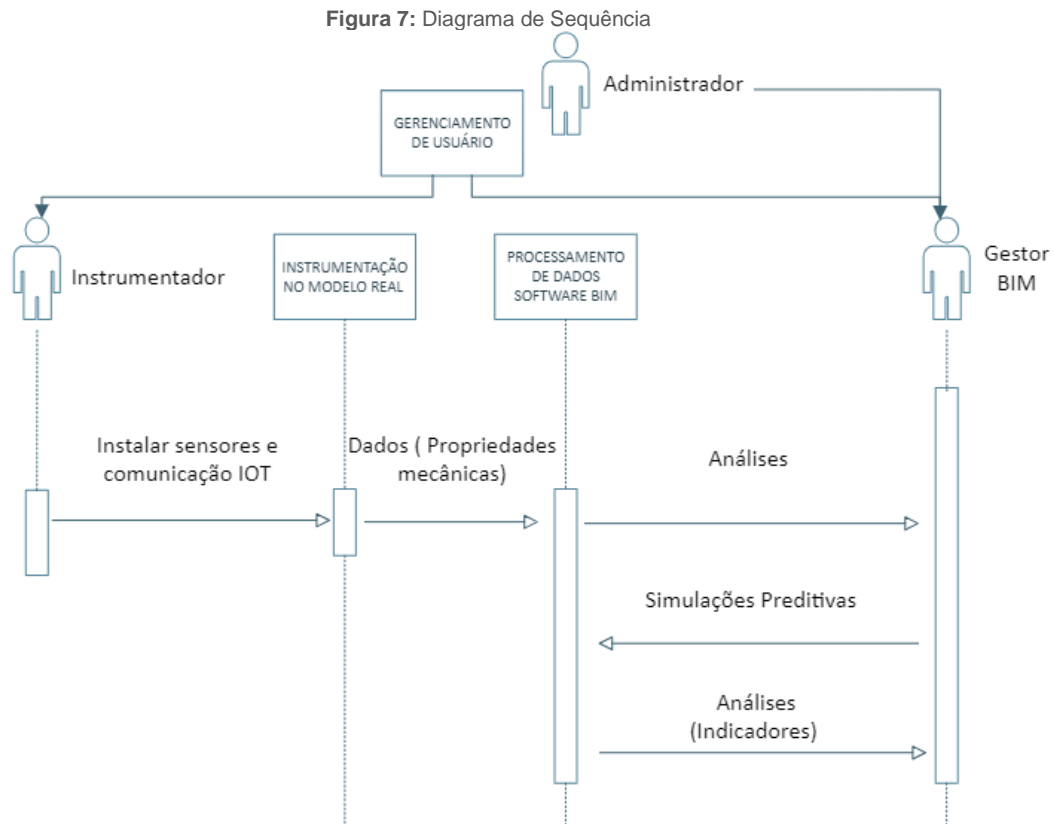 Figura 7: Diagrama de Sequência
Administrador
GERENCIAMENTO
DE USUÁRIO
Instrumentador
INSTRUMENTAÇÃO
NO MODELO REAL
PROCESSAMENTO
DE DADOS
SOFTWARE BIM
Gestor
BIM
Instalar sensores e
comunicação IOT
Dados ( Propriedades
mecânicas)
Análises
Simulações Preditivas
Análises
(Indicadores)